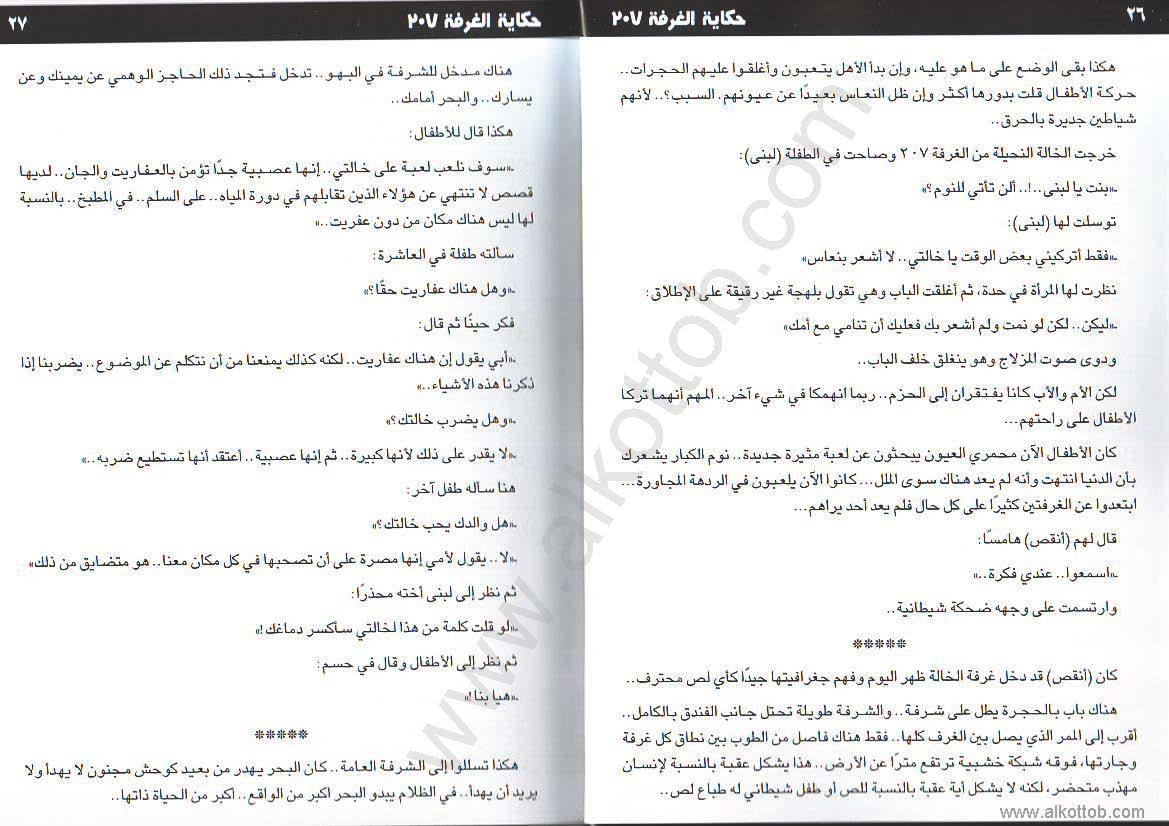 ٢٦
حكاية الغرفة ٢٠٧
هكذا بقى الوضع على ما هو عليه، وإن بدأ الأهل يتعبون وأغلقوا عليهم الحجرات..
حركة الأطفال قلت بدورها أكثر وإن ظل النعاس بعيدًا عن عيونهم. السبب؟.. لأنهم
شياطين جديرة بالحرق..
خرجت الخالة النحيلة من الغرفة ٢٠٧ وصاحت في الطفلة (لبنى):
ـ«بنت يا لبنى..!.. ألن تأتي للنوم؟»
توسلت لها (لبنى):
ـ«فقط أتركيني بعض الوقت يا خالتي.. لا أشعر بنعاس»
نظرت لها المرأة في حدة، ثم أغلقت الباب وهي تقول بلهجة غير رقيقة على الإطلاق:
ـ«ليكن.. لكن لو نمت ولم أشعر بك فعليك أن تنامي مع أمك»
ودوى صوت المزلاج وهو ينغلق خلف الباب..
لكن الأم والأب كانا يفتقران إلى الحزم.. ربما انهمكا في شيء آخر.. المهم أنهما تركا
الأطفال على راحتهم...
كان الأطفال الآن محمري العيون يبحثون عن لعبة مثيرة جديدة.. نوم الكبار يشعرك
بأن الدنيا انتهت وأنه لم يعد هناك سوى الملل... كانوا الآن يلعبون في الردهة المجاورة...
ابتعدوا عن الغرفتين كثيرًا على كل حال فلم يعد أحد يراهم...
قال لهم (أنقص) هامسًا:
ـ«اسمعوا.. عندي فكرة..»
وارتسمت على وجهه ضحكة شيطانية..
*****
كان (أنقص) قد دخل غرفة الخالة ظهر اليوم وفهم جغرافيتها جيدًا كأي لص محترف..
هناك باب بالحجرة يطل على شرفة.. والشرفة طويلة تحتل جانب الفندق بالكامل..
أقرب إلى الممر الذي يصل بين الغرف كلها.. فقط هناك فاصل من الطوب بين نطاق كل غرفة
وجارتها، فوقه شبكة خشبية ترتفع مترًا عن الأرض.. هذا يشكل عقبة بالنسبة لإنسان
مهذب متحضر، لكنه لا يشكل أية عقبة بالنسبة للص أو طفل شيطاني له طباع لص..
حكاية الغرفة ٢٠٧
٢٧
هناك مدخل للشرفة في البهو.. تدخل فتجد ذلك الحاجز الوهمي عن يمينك وعن
يسارك.. والبحر أمامك..
هكذا قال للأطفال:
ـ«سوف نلعب لعبة على خالتي.. إنها عصبية جدًا تؤمن بالعفاريت والجان.. لديها
قصص لا تنتهي عن هؤلاء الذين تقابلهم في دورة المياه.. على السلم.. في المطبخ.. بالنسبة
لها ليس هناك مكان من دون عفريت..»
سألته طفلة في العاشرة:
ـ«وهل هناك عفاريت حقًا؟»
فكر حينًا ثم قال:
ـ«أبي يقول إن هناك عفاريت.. لكنه كذلك يمنعنا من أن نتكلم عن الموضوع.. يضربنا إذا
ذكرنا هذه الأشياء..»
ـ«وهل يضرب خالتك؟»
ـ«لا يقدر على ذلك لأنها كبيرة.. ثم إنها عصبية.. أعتقد أنها تستطيع ضربه..»
هنا سأله طفل آخر:
ـ«هل والدك يحب خالتك؟»
ـ«لا.. يقول لأمي إنها مصرة على أن تصحبها في كل مكان معنا.. هو متضايق من ذلك»
ثم نظر إلى لبنى أخته محذرًا:
ـ«لو قلت كلمة من هذا لخالتي سأكسر دماغك!»
ثم نظر إلى الأطفال وقال في حسم:
ـ«هيا بنا!»
*****
هكذا تسللوا إلى الشرفة العامة.. كان البحر يهدر من بعيد كوحش مجنون لا يهدأ ولا
يريد أن يهدأ.. في الظلام يبدو البحر اكبر من الواقع.. اكبر من الحياة ذاتها..
www.alkottob.com
www.alkottob.com